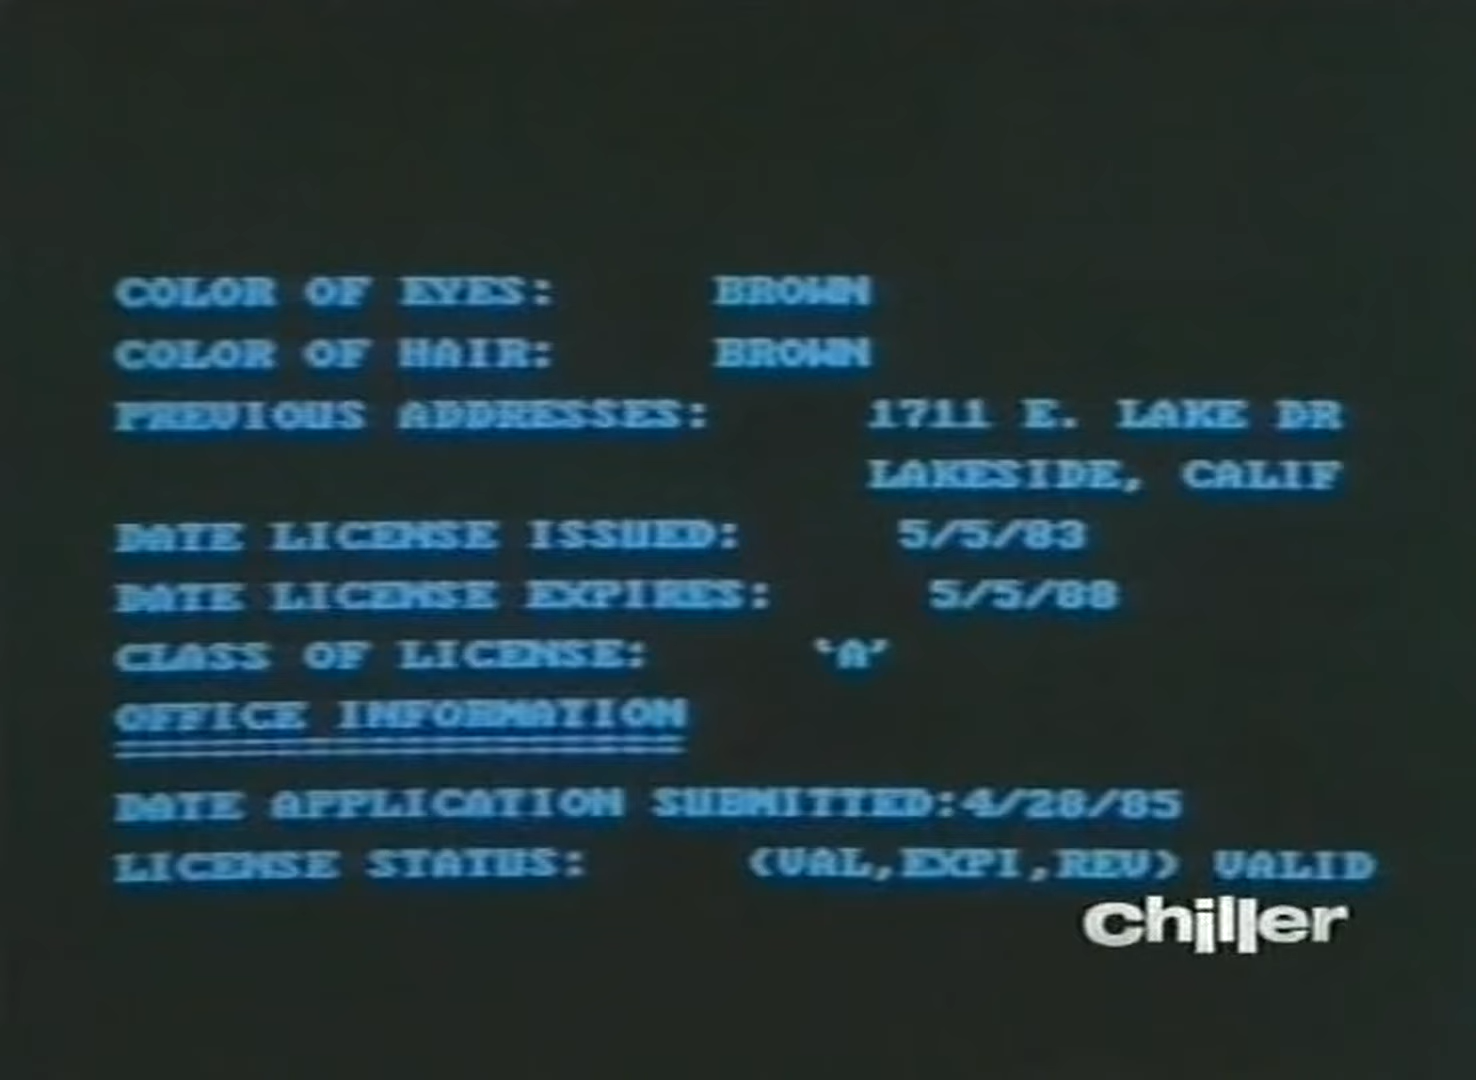 COLOR OF EYES: BROWN
COLOR OF HAIR: BROWN
PREVIOUS ADDRESSES: 1711 E. LAKE DR
LAKESIDE, CALIF
DATE LICENSE ISSUED: 5/5/83
DATE LICENSE EXPIRES: 5/5/88
CLASS OF LICENSE: 'A'
OFFICE INFORMATION
DATE APPLICATION SUBMITTED:4/28/85
LICENSE STATUS: (VAL,EXPI,REV) VALID
Chiller